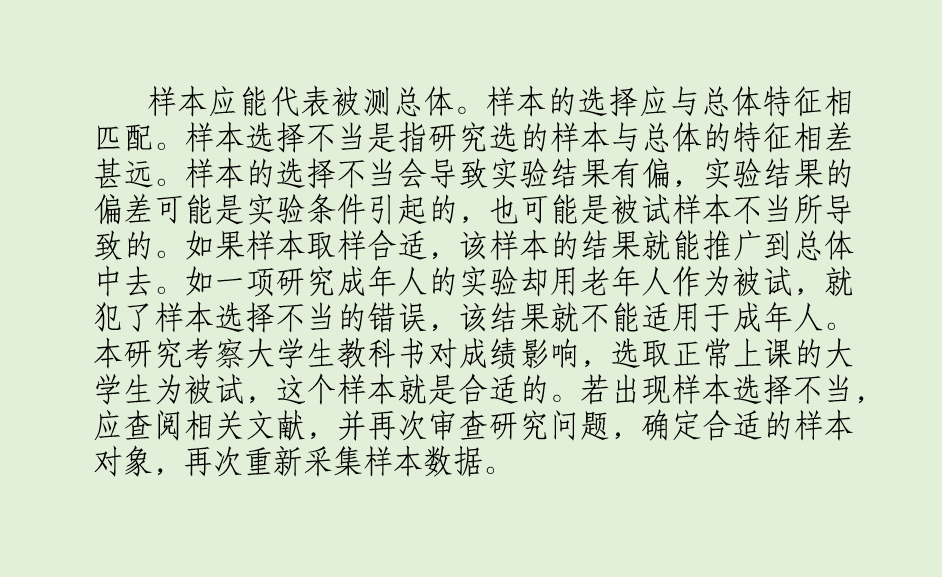 样本应能代表被测总体。样本的选择应与总体特征相
匹配。样本选择不当是指研究选的样本与总体的特征相差
甚远。样本的选择不当会导致实验结果有偏，实验结果的
偏差可能是实验条件引起的，也可能是被试样本不当所导
致的。如果样本取样合适，该样本的结果就能推广到总体
中去。如一项研究成年人的实验却用老年人作为被试，就
犯了样本选择不当的错误，该结果就不能适用于成年人。
本研究考察大学生教科书对成绩影响，选取正常上课的大
学生为被试，这个样本就是合适的。若出现样本选择不当，
应查阅相关文献，并再次审查研究问题，确定合适的样本
对象，再次重新采集样本数据。